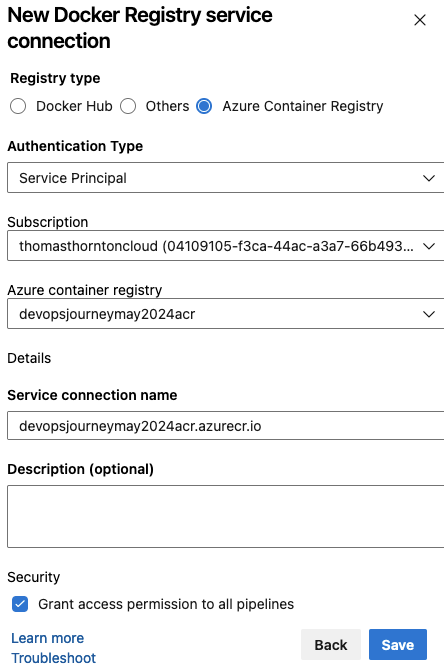 New Docker Registry service
connection
Registry type
Docker Hub Others Azure Container Registry
Authentication Type
Service Principal
Subscription
thomasthorntoncloud (04109105-f3ca-44ac-a3a7-66b493...
Azure container registry
devopsjourneymay2024acr
Details
Service connection name
devopsjourneymay2024acr.azurecr.io
Description (optional)
Security
Grant access permission to all pipelines
Learn more
Troubleshoot
Back Save